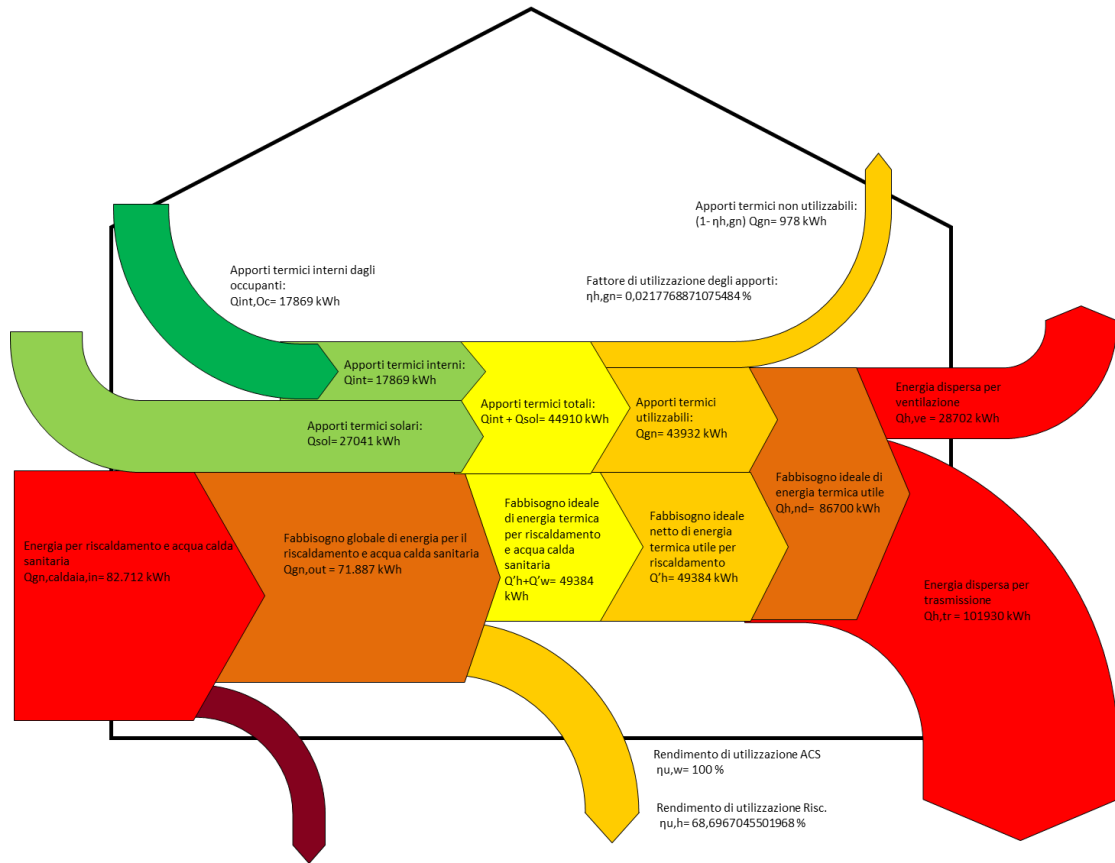 Apporti termici non utilizzabili:
(1- ηh,gn) Qgn= 978 kWh
Apporti termici interni dagli
occupanti:
Qint,Oc= 17869 kWh
Fattore di utilizzazione degli apporti:
ηh,gn= 0,0217768871075484 %
Apporti termici interni:
Qint= 17869 kWh
Apporti termici solari:
Qsol= 27041 kWh
Apporti termici totali:
Qint + Qsol= 44910 kWh
Apporti termici
utilizzabili:
Qgn= 43932 kWh
Energia dispersa per
ventilazione
Qh,ve = 28702 kWh
Energia per riscaldamento e acqua calda
sanitaria
Qgn,caldaia,in= 82.712 kWh
Fabbisogno globale di energia per il
riscaldamento e acqua calda sanitaria
Qgn,out = 71.887 kWh
Fabbisogno ideale
di energia termica
per riscaldamento
e acqua calda
sanitaria
Q'h+Q'w= 49384
kWh
Fabbisogno ideale
netto di energia
termica utile per
riscaldamento
Q'h= 49384 kWh
Fabbisogno ideale di
energia termica utile
Qh,nd= 86700 kWh
Energia dispersa per
trasmissione
Qh,tr = 101930 kWh
Rendimento di utilizzazione ACS
ηu,w= 100 %
Rendimento di utilizzazione Risc.
ηu,h= 68,6967045501968 %